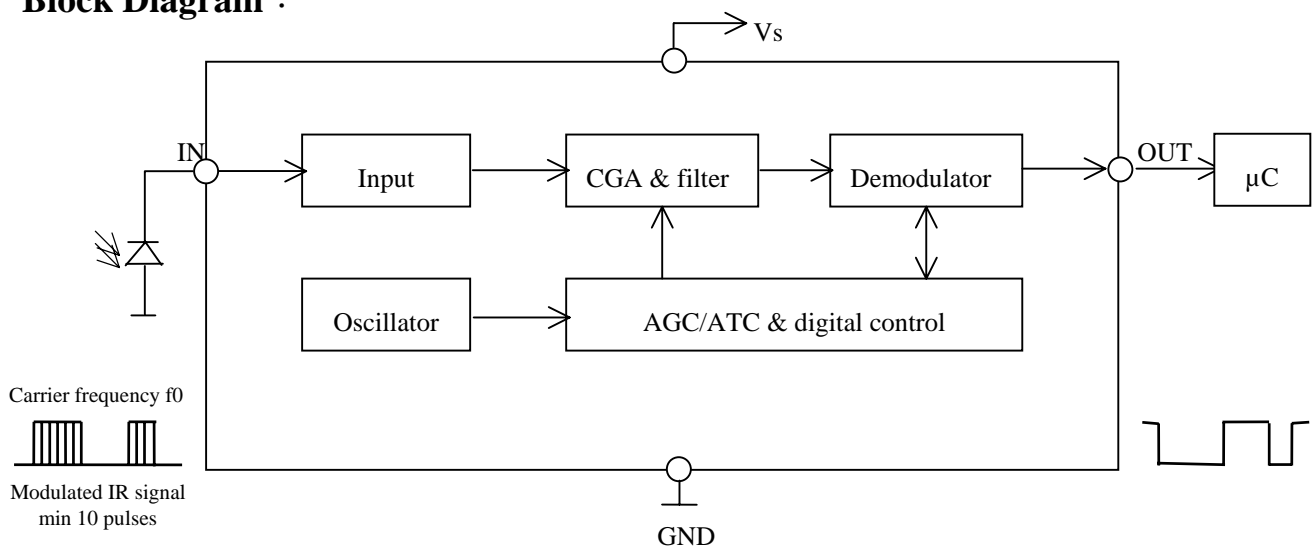 Block Diagram :
Vs
IN
Input
CGA & filter
Demodulator
OUT
µC
Oscillator
AGC/ATC & digital control
Carrier frequency f0
Modulated IR signal
min 10 pulses
GND